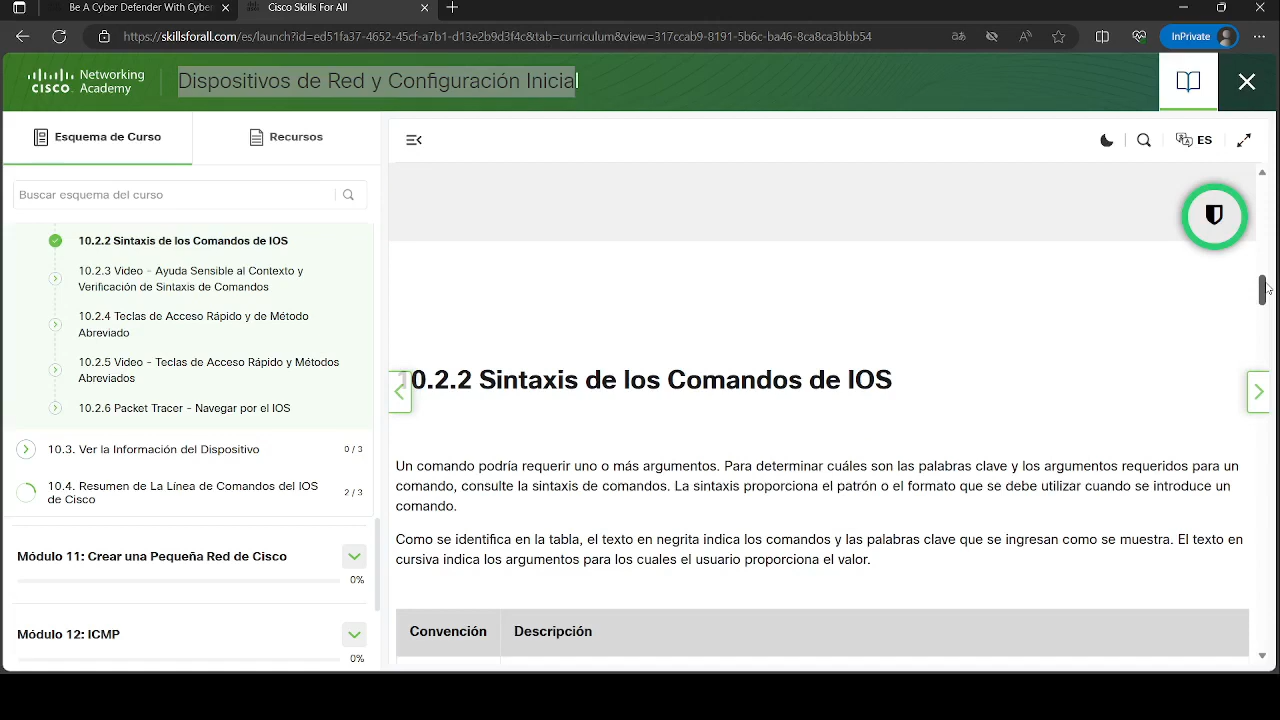 Be A Cyber Defender With Cyber
Cisco Skills For All
https://skillsforall.com/es/launch?id=ed51fa37-4652-45cf-a7b1-d13e2b9d3f4c&tab=curriculum&view=317ccab9-8191-5b6c-ba46-8ca8ca3bbb54
InPrivate
Networking
CISCO Academy
Dispositivos de Red y Configuración Inicial
Esquema de Curso
Recursos
ES
Buscar esquema del curso
10.2.2 Sintaxis de los Comandos de IOS
10.2.3 Video - Ayuda Sensible al Contexto y
Verificación de Sintaxis de Comandos
10.2.4 Teclas de Acceso Rápido y de Método
Abreviado
10.2.5 Video - Teclas de Acceso Rápido y Métodos
Abreviados
10.2.6 Packet Tracer - Navegar por el IOS
10.3. Ver la Información del Dispositivo 0 / 3
10.4. Resumen de La Línea de Comandos del IOS
de Cisco 2 / 3
Módulo 11: Crear una Pequeña Red de Cisco
0%
Módulo 12: ICMP
0%
10.2.2 Sintaxis de los Comandos de IOS
Un comando podría requerir uno o más argumentos. Para determinar cuáles son las palabras clave y los argumentos requeridos para un
comando, consulte la sintaxis de comandos. La sintaxis proporciona el patrón o el formato que se debe utilizar cuando se introduce un
comando.
Como se identifica en la tabla, el texto en negrita indica los comandos y las palabras clave que se ingresan como se muestra. El texto en
cursiva indica los argumentos para los cuales el usuario proporciona el valor.
Convención Descripción